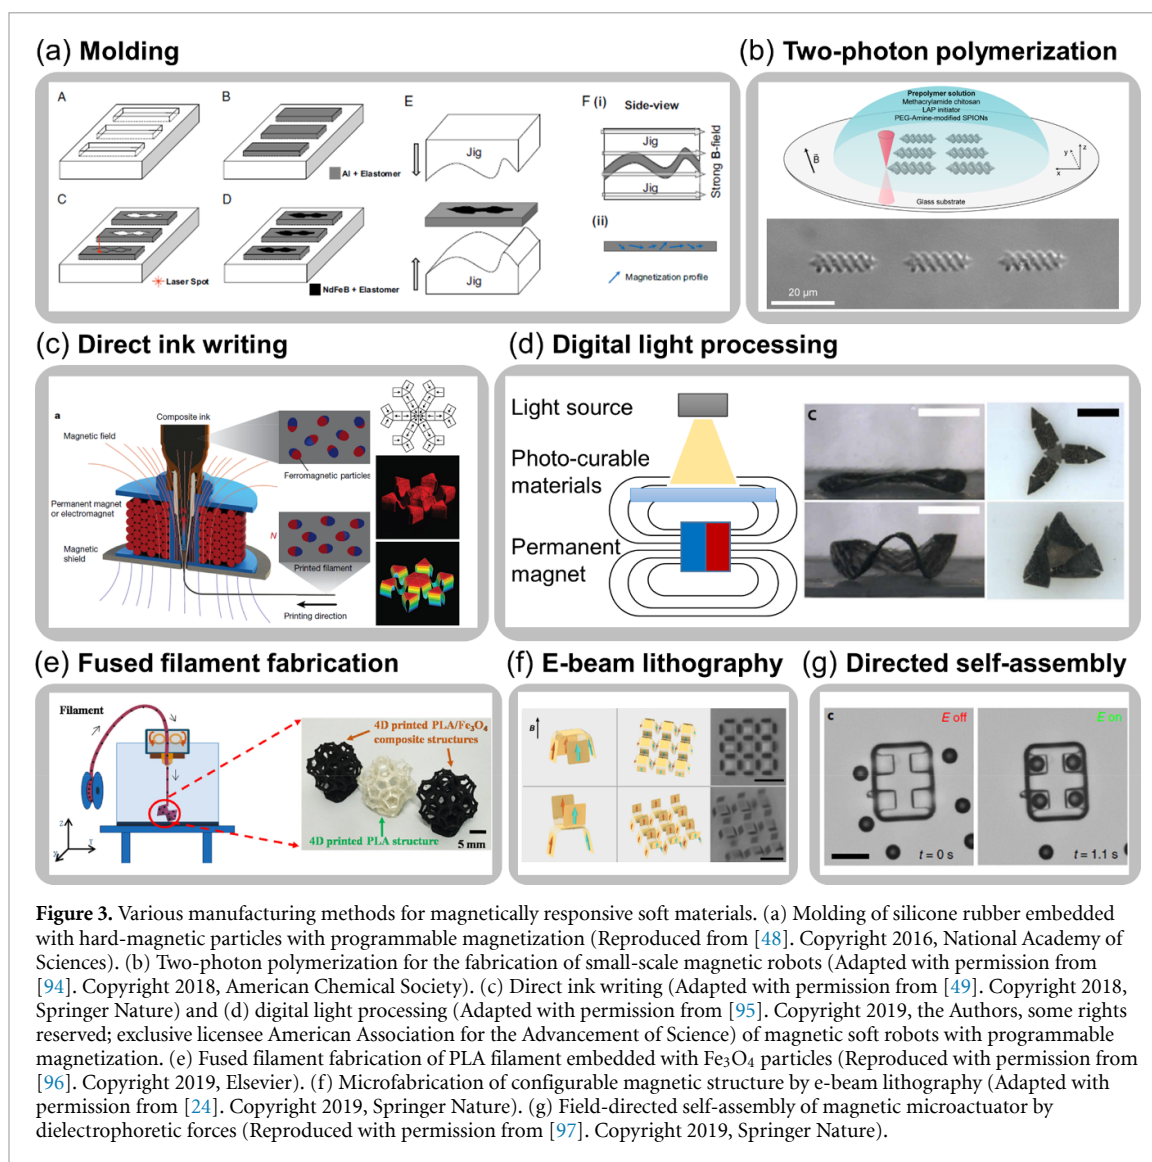 (a) Molding
A
B
E
Jig
Al + Elastomer
C
D
Laser Spot
NdFeB + Elastomer
Jig
F (i)
Side-view
Jig
Jig
Strong B-field
(ii)
Magnetization profile
(b) Two-photon polymerization
Prepolymer solution
Methacrylamide chitosan
LAP initiator
PEG-Amine-modified SPIONs
B
z
y
x
Glass substrate
20 μm
(c) Direct ink writing
a
Composite ink
Magnetic field
Ferromagnetic particles
Permanent magnet
or electromagnet
N
Magnetic
shield
Printed filament
Printing direction
(d) Digital light processing
Light source
Photo-curable
materials
Permanent
magnet
C
(e) Fused filament fabrication
Filament
Z
Y
4D printed PLA/Fe3O4
composite structures
4D printed PLA structure
5 mm
(f) E-beam lithography
B
(g) Directed self-assembly
c
E off
t = 0 s
E on
t = 1.1 s
Figure 3. Various manufacturing methods for magnetically responsive soft materials. (a) Molding of silicone rubber embedded
with hard-magnetic particles with programmable magnetization (Reproduced from [48]. Copyright 2016, National Academy of
Sciences). (b) Two-photon polymerization for the fabrication of small-scale magnetic robots (Adapted with permission from
[94]. Copyright 2018, American Chemical Society). (c) Direct ink writing (Adapted with permission from [49]. Copyright 2018,
Springer Nature) and (d) digital light processing (Adapted with permission from [95]. Copyright 2019, the Authors, some rights
reserved; exclusive licensee American Association for the Advancement of Science) of magnetic soft robots with programmable
magnetization. (e) Fused filament fabrication of PLA filament embedded with Fe3O4 particles (Reproduced with permission from
[96]. Copyright 2019, Elsevier). (f) Microfabrication of configurable magnetic structure by e-beam lithography (Adapted with
permission from [24]. Copyright 2019, Springer Nature). (g) Field-directed self-assembly of magnetic microactuator by
dielectrophoretic forces (Reproduced with permission from [97]. Copyright 2019, Springer Nature).